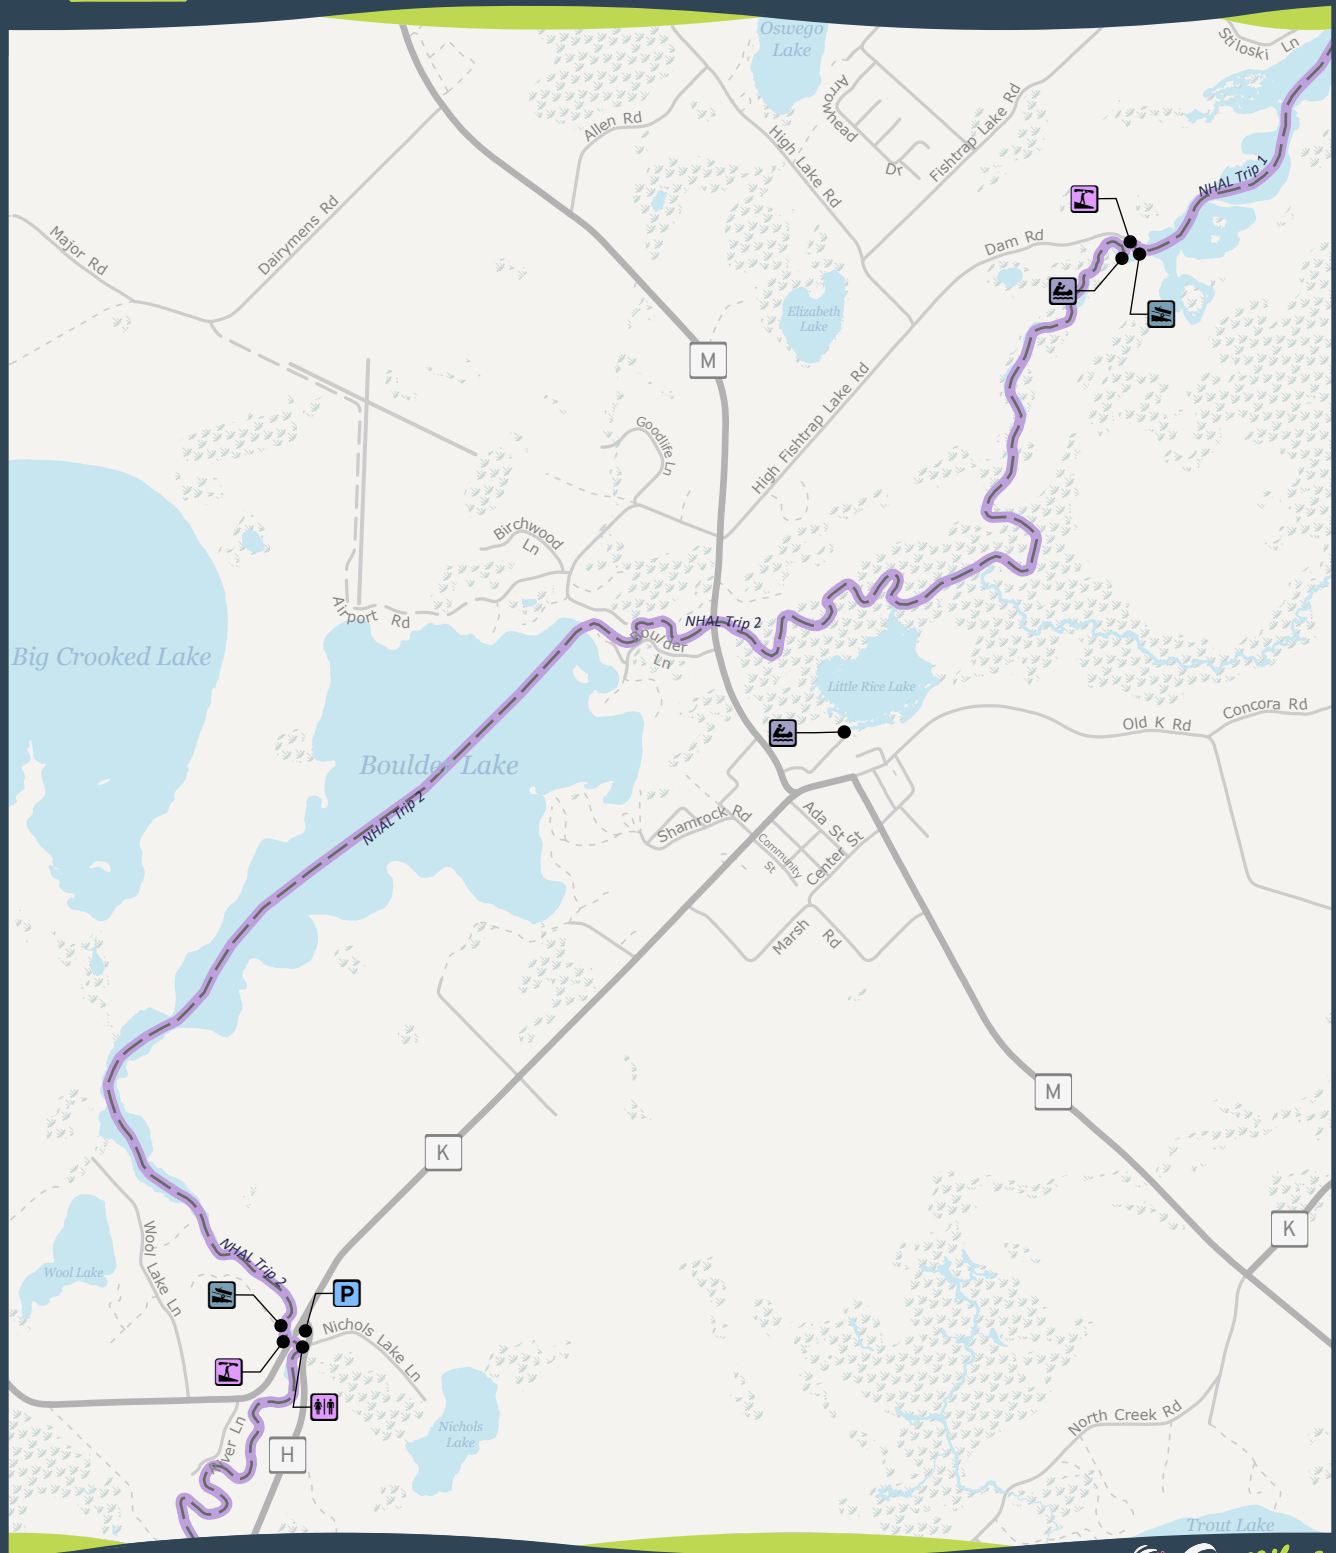 Oswego
Lake
Stiloski Ln
Arrowhead
Dr
Allen Rd
High Lake Rd
Fishtrap Lake Rd
NHAL Trip 1
Major Rd
Dairymens Rd
Dam Rd
Elizabeth
Lake
M
High Fishtrap Lake Rd
Goodlife Ln
Birchwood
Ln
Airport Rd
NHAL Trip 2
Boulder
Ln
Big Crooked Lake
Little Rice Lake
Concora Rd
Old K Rd
Boulder Lake
NHAL Trip 2
Shamrock Rd
Ada St
Community
St
Center St
Marsh Rd
M
K
K
Wool Lake Ln
Wool Lake
NHAL Trip 2
P
Nichols Lake Ln
Nichols
Lake
North Creek Rd
H
Trout Lake